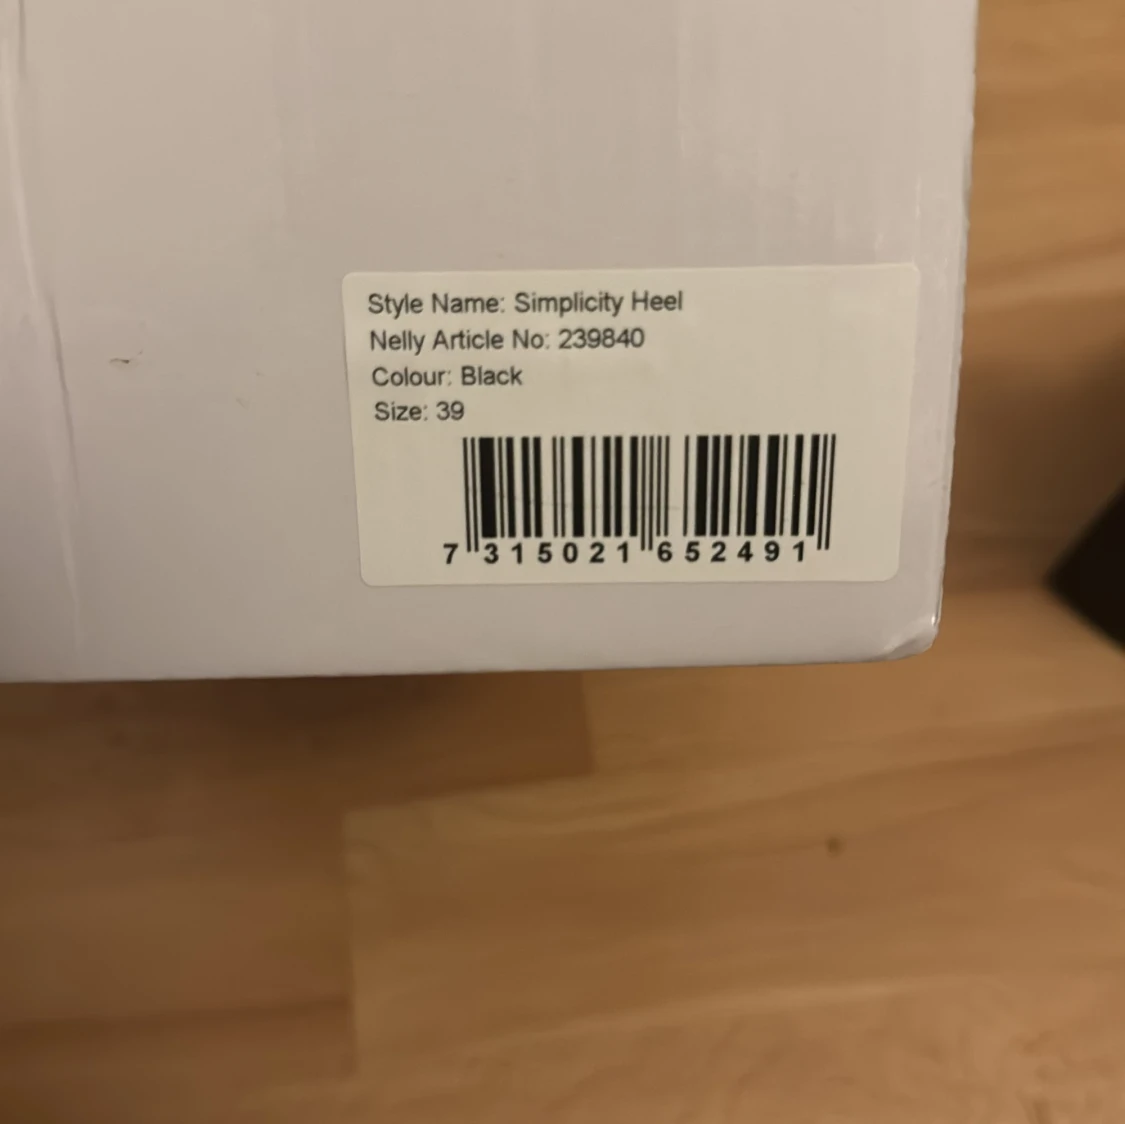 Style Name: Simplicity Heel
Nelly Article No: 239840
Colour: Black
Size: 39
7 315021 652491